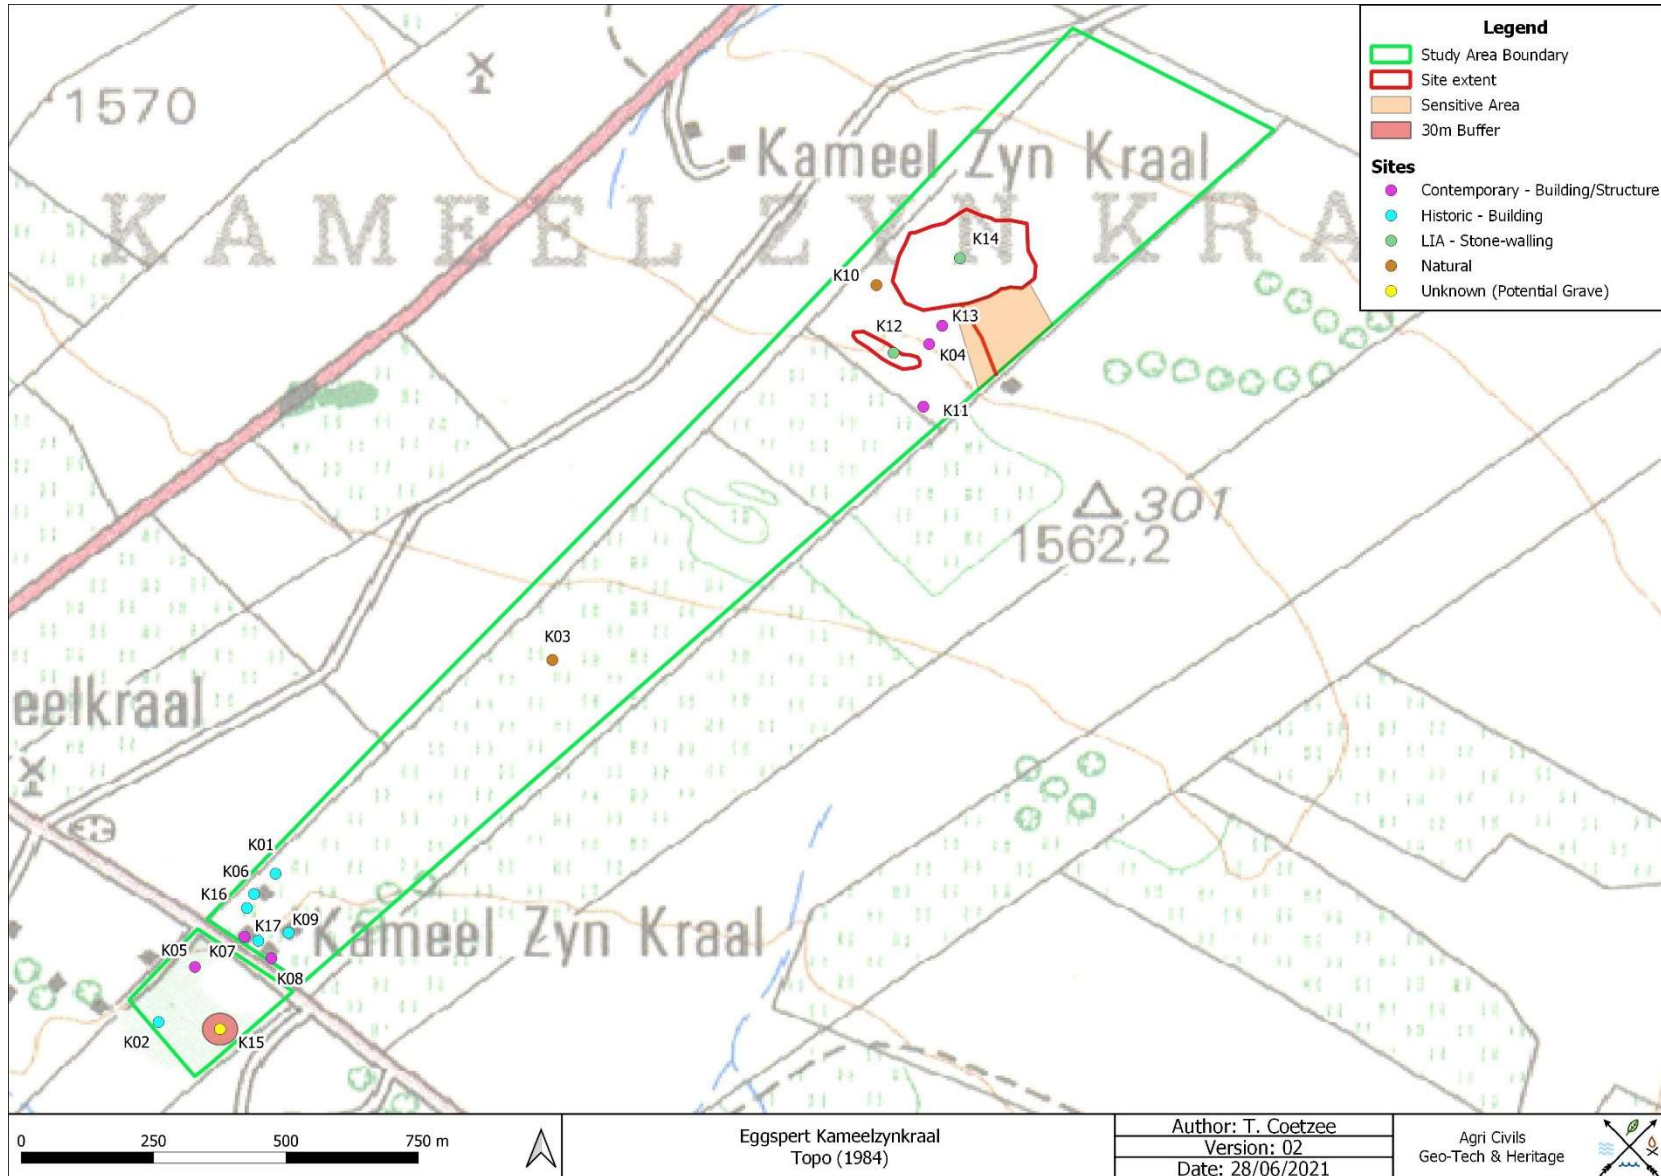 Legend
Study Area Boundary
Site extent
Sensitive Area
30m Buffer
Sites
Contemporary - Building/Structure
Historic - Building
LIA - Stone-walling
Natural
Unknown (Potential Grave)
1570
Kameel Zyn Kraal
KAMEEL ZYN KRA
K14
K10
K13
K12
K04
K11
301
1562,2
K03
eelkraal
K01
K06
K16
K17
K09
Kameel Zyn Kraal
K05
K07
K08
K02
K15
0 250 500 750 m
Eggspert Kameelzynkraal
Topo (1984)
Author: T. Coetzee
Version: 02
Date: 28/06/2021
Agri Civils
Geo-Tech & Heritage